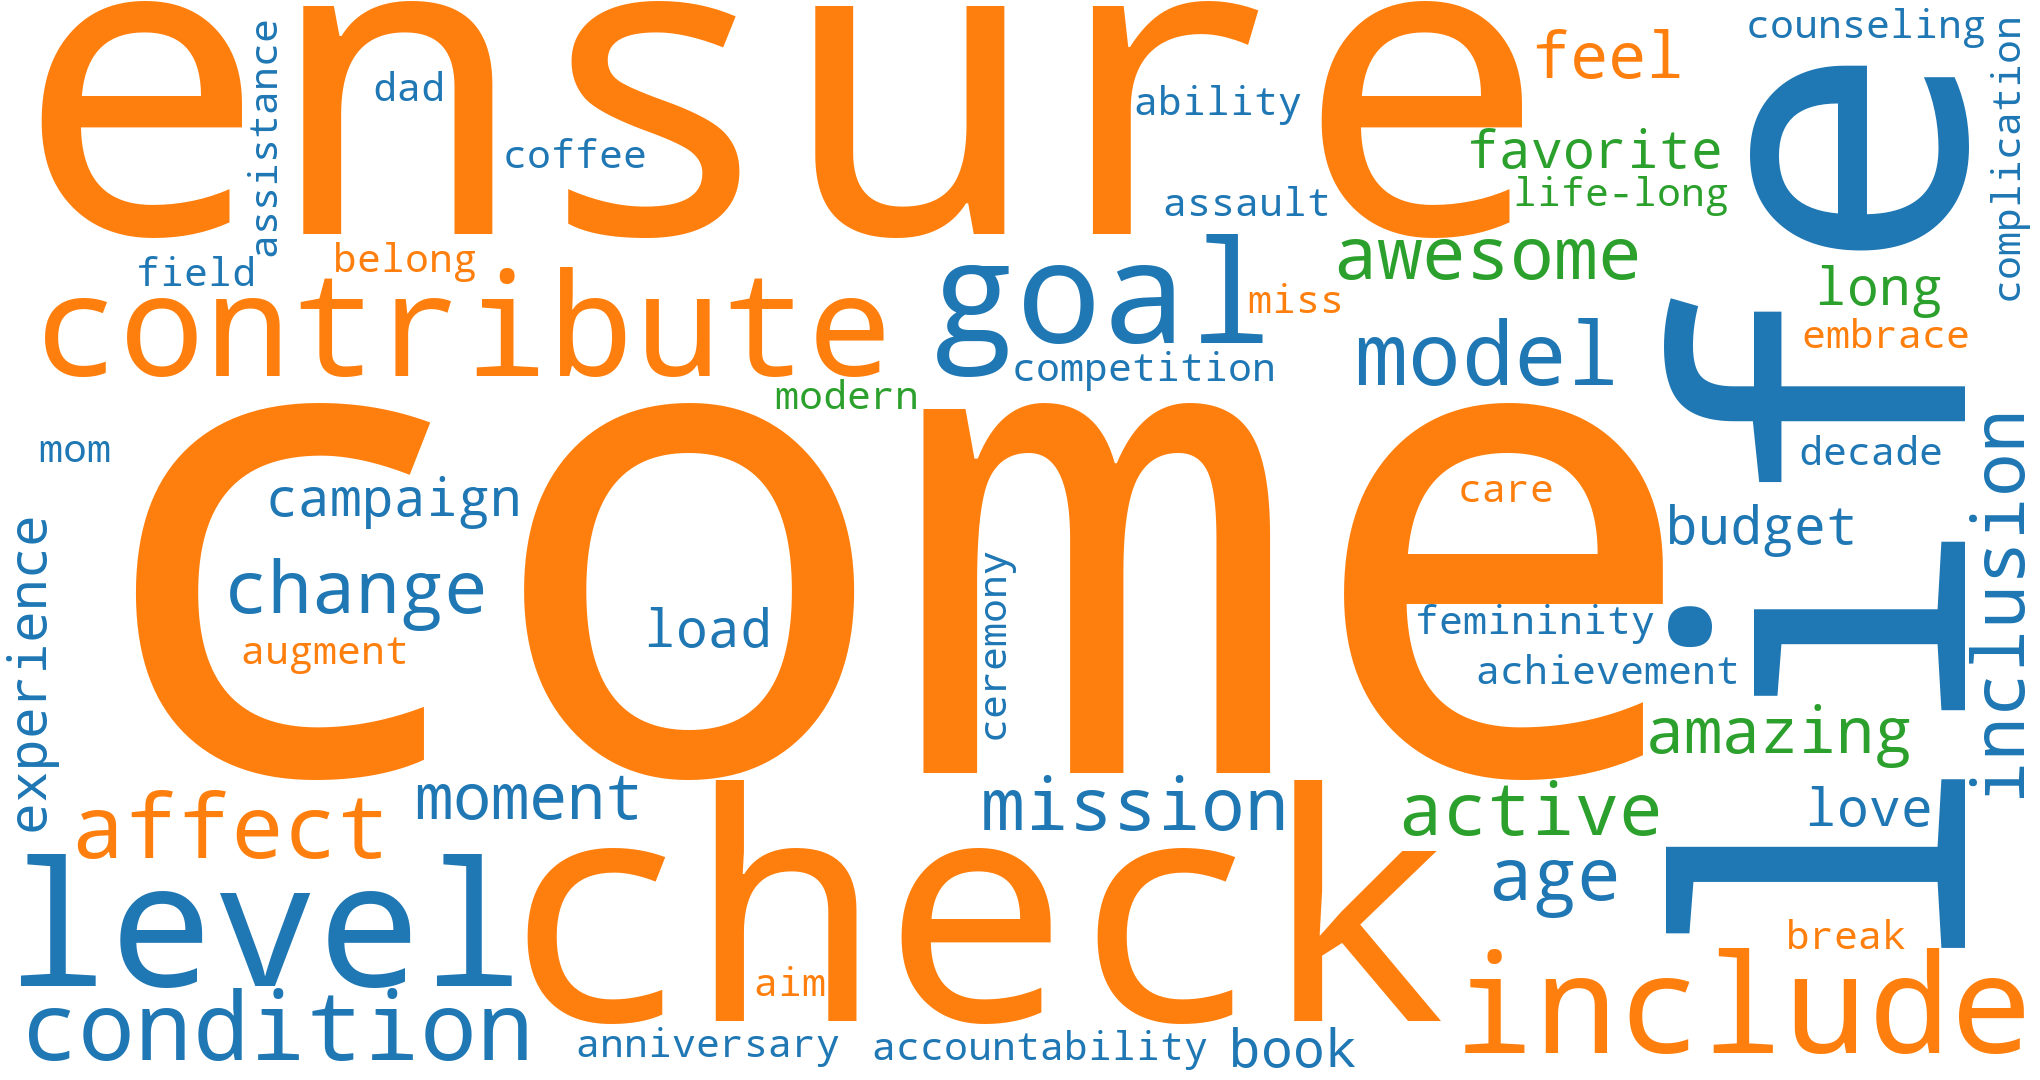 ensure
feel
counseling
complication
assistance
dad
ability
coffee
favorite
life-long
assault
awesome
goal
life
long
field
belong
contribute
miss
embrace
model
competition
modern
come
mom
decade
inclusion
campaign
care
budget
experience
change
load
ceremony
femininity
augment
achievement
amazing
affect
moment
mission
active
love
level
check
age
break
aim
condition
include
anniversary
accountability
book